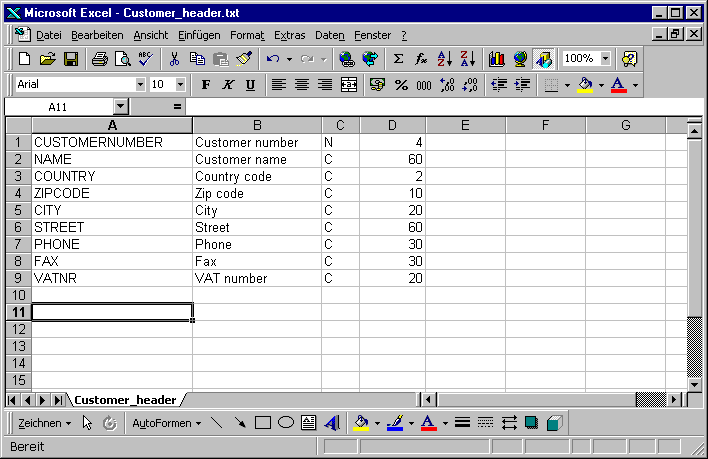 Microsoft Excel - Customer_header.txt
Datei Bearbeiten Ansicht Einfügen Format Extras Daten Fenster ?
100%
Arial 10 F K U % 000
A11 =
A B C D E F G
1 CUSTOMERNUMBER Customer number N 4
2 NAME Customer name C 60
3 COUNTRY Country code C 2
4 ZIPCODE Zip code C 10
5 CITY City C 20
6 STREET Street C 60
7 PHONE Phone C 30
8 FAX Fax C 30
9 VATNR VAT number C 20
10
11
12
13
14
15
Customer_header
Zeichnen AutoFormen
Bereit